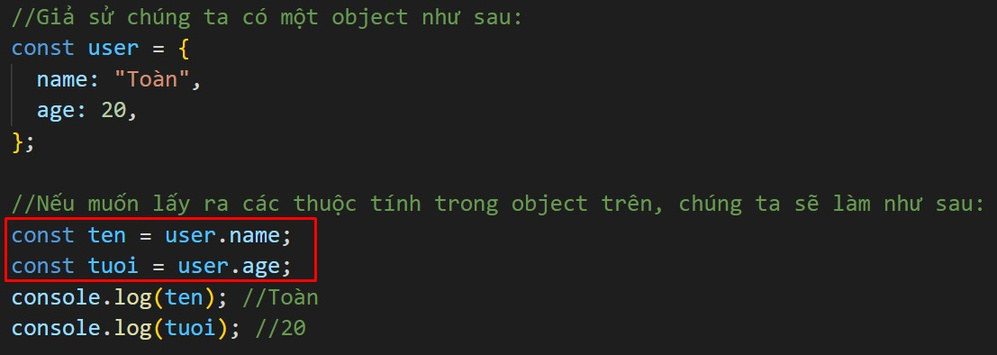 //Giả sử chúng ta có một object như sau:
const user = {
  name: "Toàn",
  age: 20,
};
//Nếu muốn lấy ra các thuộc tính trong object trên, chúng ta sẽ làm như sau:
const ten = user.name;
const tuoi = user.age;
console.log(ten); //Toàn
console.log(tuoi); //20